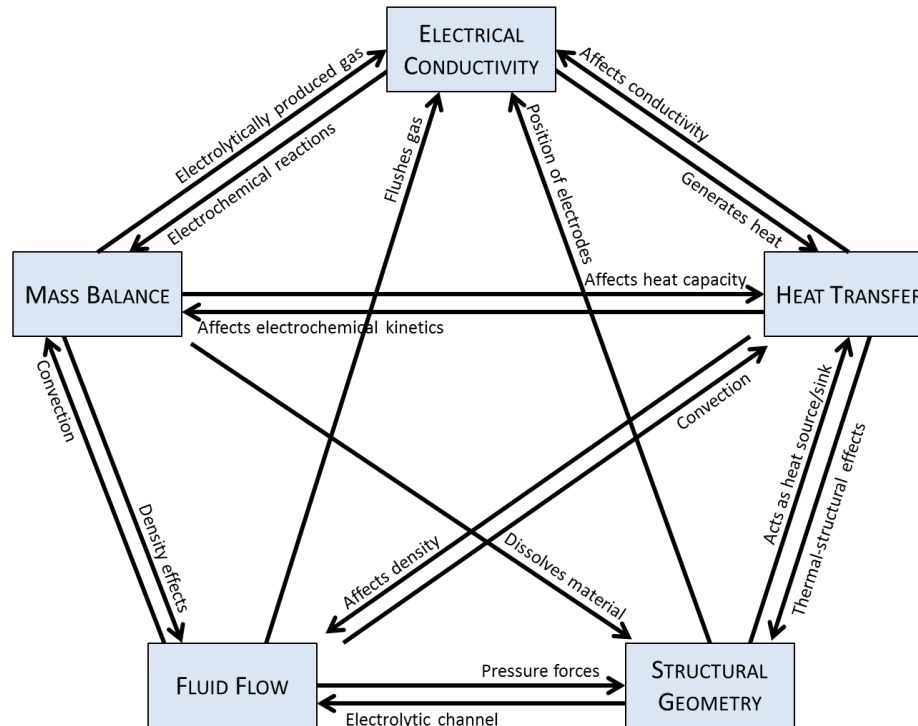 ELECTRICAL
CONDUCTIVITY
Electrolytically produced gas
Electrochemical reactions
Flushes gas
Position of electrodes
Affects conductivity
Generates heat
MASS BALANCE
Affects heat capacity
Affects electrochemical kinetics
HEAT TRANSFER
Convection
Density effects
Affects density
Convection
Dissolves material
Acts as heat source/sink
Thermal-structural effects
FLUID FLOW
Pressure forces
Electrolytic channel
STRUCTURAL
GEOMETRY